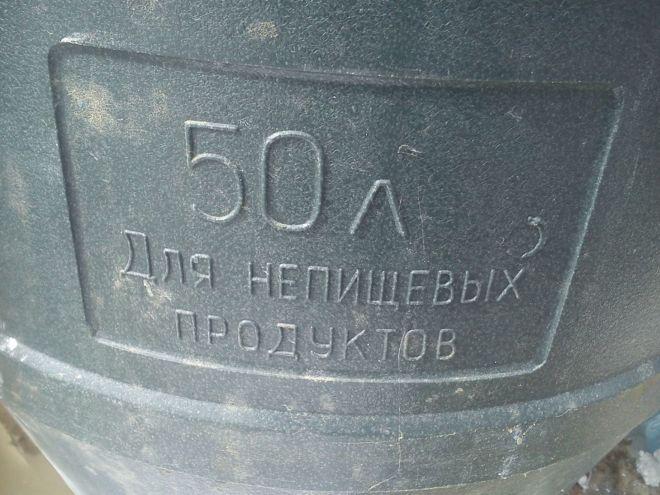 50 л
Для непищевых
продуктов